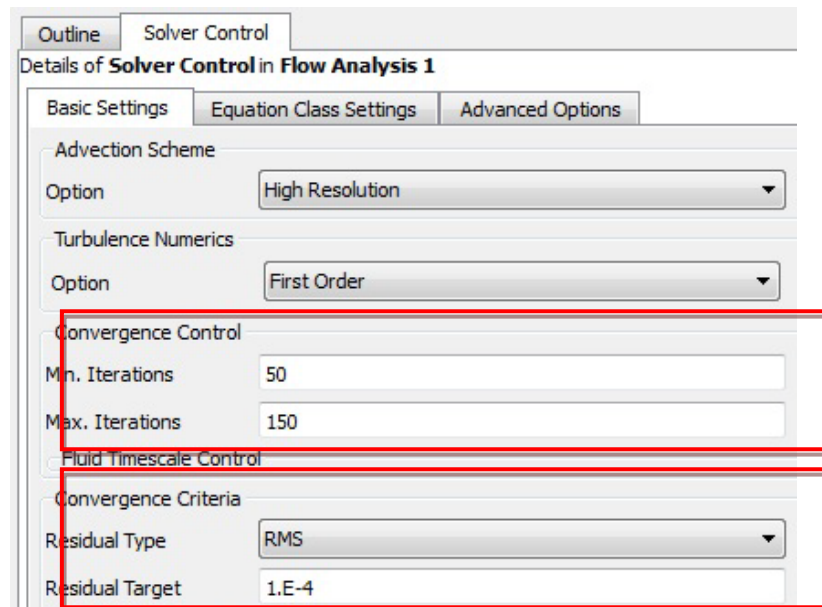 Outline Solver Control
Details of Solver Control in Flow Analysis 1
Basic Settings Equation Class Settings Advanced Options
Advection Scheme
Option High Resolution
Turbulence Numerics
Option First Order
Convergence Control
Min. Iterations 50
Max. Iterations 150
Fluid Timescale Control
Convergence Criteria
Residual Type RMS
Residual Target 1.E-4